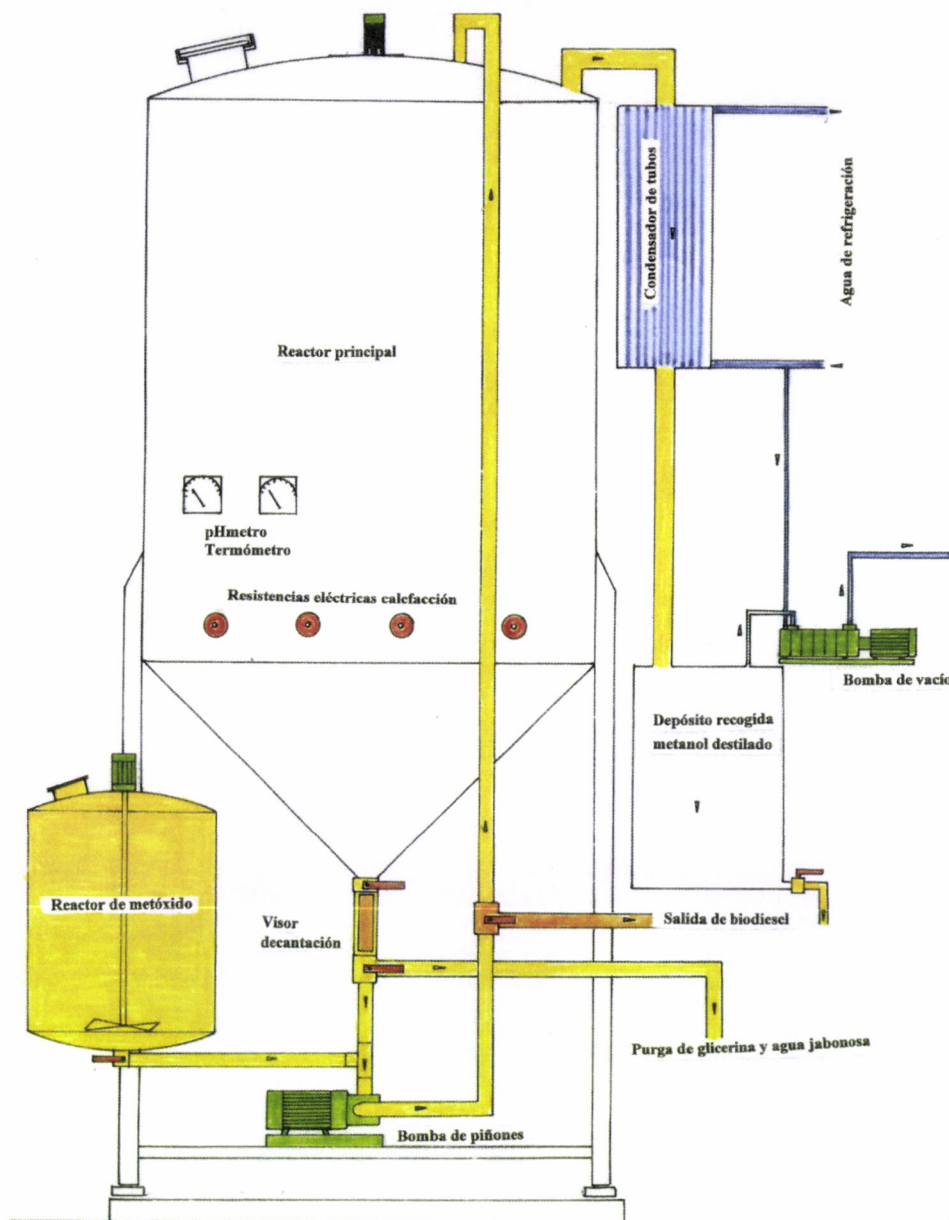 Condensador de tubos
Agua de refrigeración
Reactor principal
pHmetro
Termómetro
Resistencias eléctricas calefacción
Bomba de vacío
Depósito recogida
metanol destilado
Reactor de metóxido
Visor
decantación
Salida de biodiesel
Purga de glicerina y agua jabonosa
Bomba de piñones